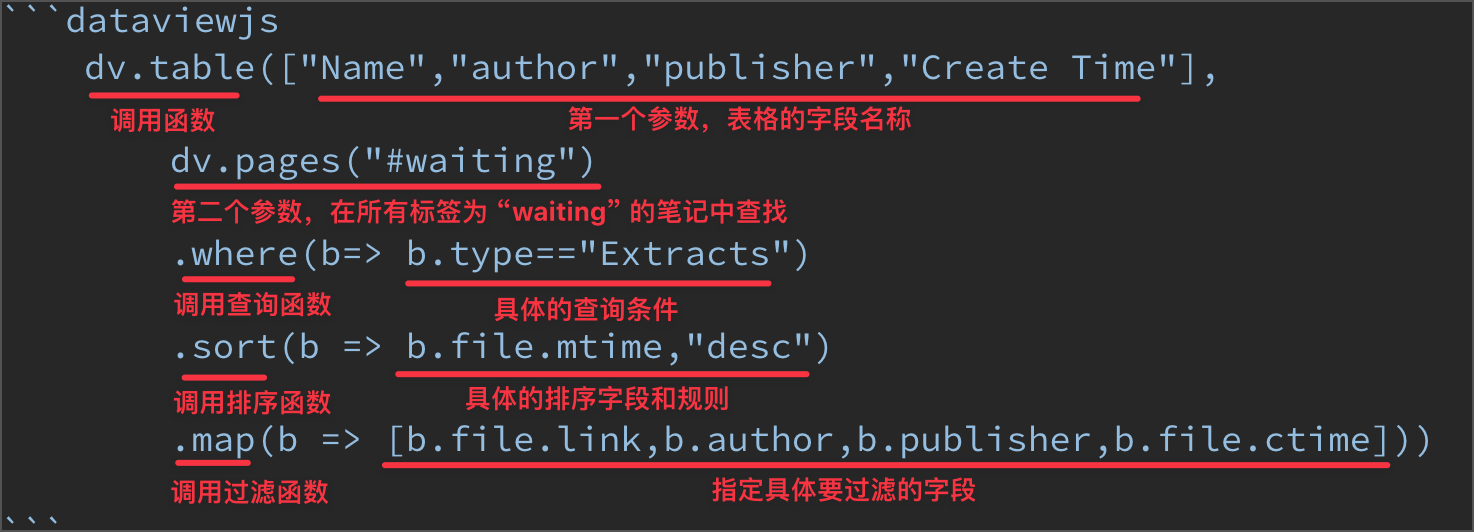 ```dataviewjs
dv.table(["Name","author","publisher","Create Time"],
调用函数 第一个参数，表格的字段名称
dv.pages("#waiting")
第二个参数，在所有标签为 “waiting” 的笔记中查找
.where(b=> b.type=="Extracts")
调用查询函数 具体的查询条件
.sort(b => b.file.mtime,"desc")
调用排序函数 具体的排序字段和规则
.map(b => [b.file.link,b.author,b.publisher,b.file.ctime]))
调用过滤函数 指定具体要过滤的字段
```